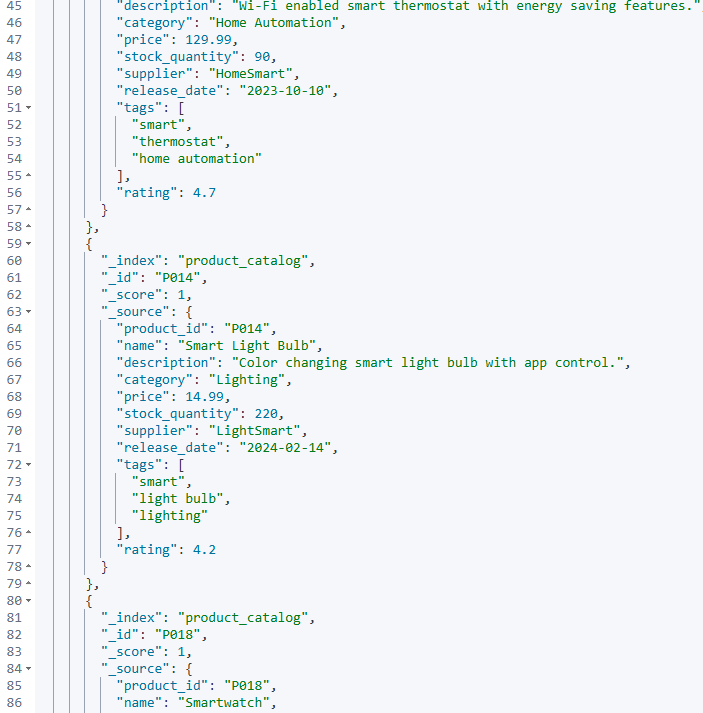 45 "description": "Wi-Fi enabled smart thermostat with energy saving features."
46 "category": "Home Automation",
47 "price": 129.99,
48 "stock_quantity": 90,
49 "supplier": "HomeSmart",
50 "release_date": "2023-10-10",
51 "tags": [
52 "smart",
53 "thermostat",
54 "home automation"
55 ],
56 "rating": 4.7
57 }
58 },
59 {
60 "_index": "product_catalog",
61 "_id": "P014",
62 "_score": 1,
63 "_source": {
64 "product_id": "P014",
65 "name": "Smart Light Bulb",
66 "description": "Color changing smart light bulb with app control.",
67 "category": "Lighting",
68 "price": 14.99,
69 "stock_quantity": 220,
70 "supplier": "LightSmart",
71 "release_date": "2024-02-14",
72 "tags": [
73 "smart",
74 "light bulb",
75 "lighting"
76 ],
77 "rating": 4.2
78 }
79 },
80 {
81 "_index": "product_catalog",
82 "_id": "P018",
83 "_score": 1,
84 "_source": {
85 "product_id": "P018",
86 "name": "Smartwatch",